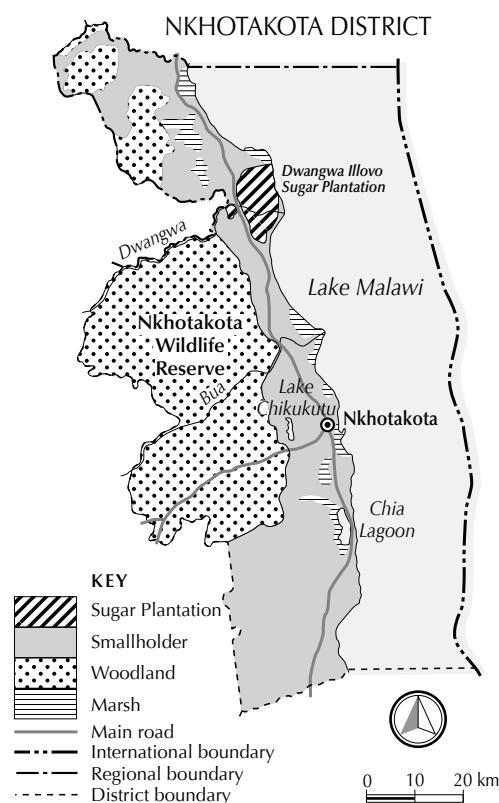 NKHOTAKOTA DISTRICT
Dwangwa Illovo
Sugar Plantation
Dwangwa
Lake Malawi
Nkhotakota
Wildlife
Reserve
Bua
Lake
Chikukutu
Nkhotakota
Chia
Lagoon
KEY
Sugar Plantation
Smallholder
Woodland
Marsh
Main road
International boundary
Regional boundary
District boundary
0 10 20 km